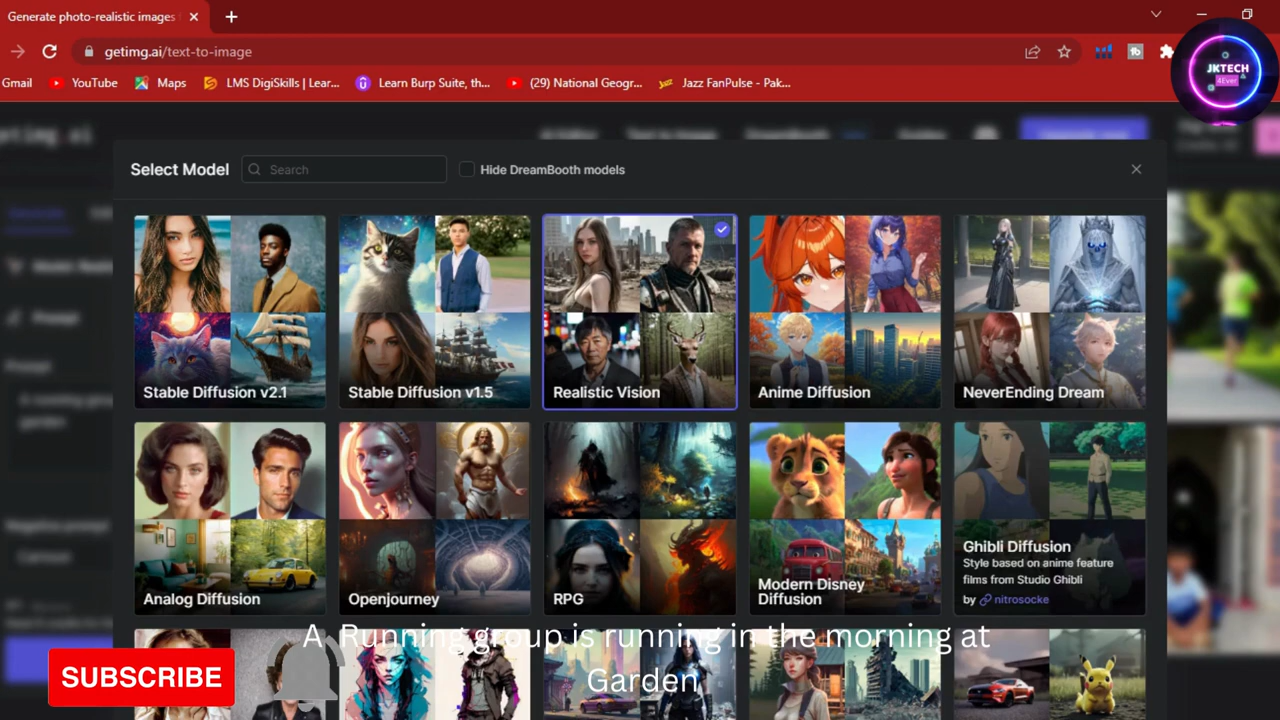 Generate photo-realistic images
getimg.ai/text-to-image
Gmail YouTube Maps LMS DigiSkills | Lear... Learn Burp Suite, th... (29) National Geogr... Jazz FanPulse - Pak...
JKTECH
4Ever
Select Model Search Hide DreamBooth models
Stable Diffusion v2.1 Stable Diffusion v1.5 Realistic Vision Anime Diffusion NeverEnding Dream
Analog Diffusion Openjourney RPG Modern Disney
Diffusion
Ghibli Diffusion
Style based on anime feature
films from Studio Ghibli
by nitrosocke
A Running group is running in the morning at
Garden
SUBSCRIBE